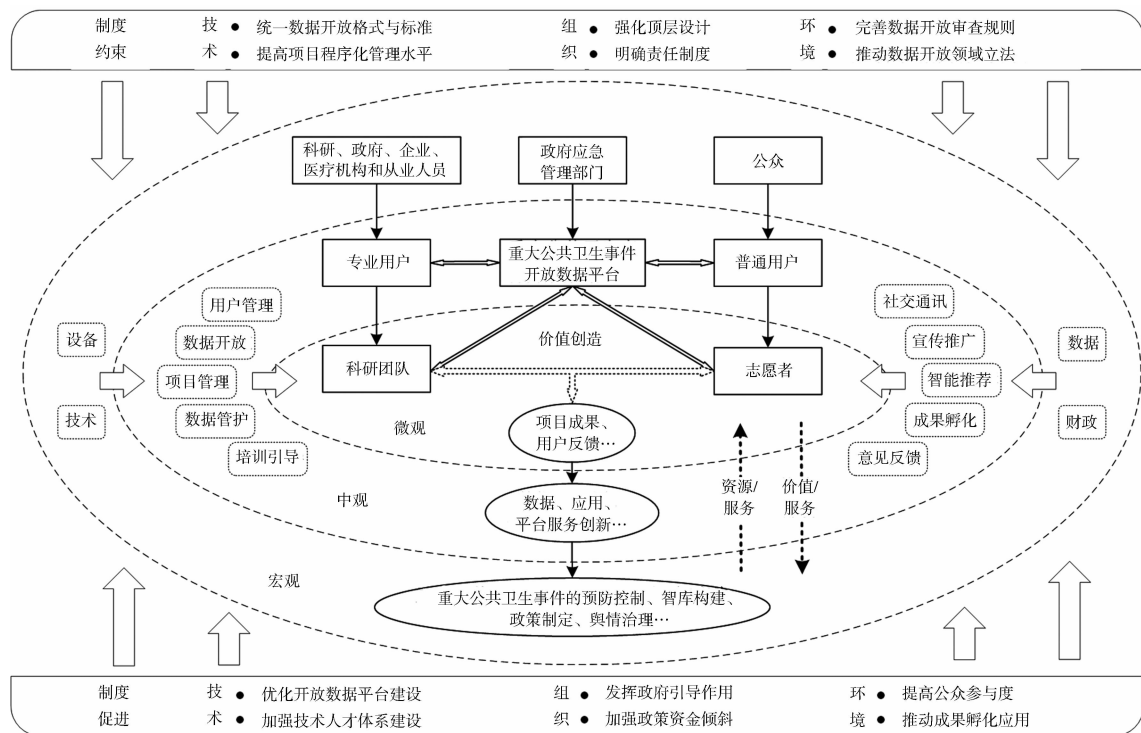 制度 技 ● 统一数据开放格式与标准 组 ● 强化顶层设计 环 ● 完善数据开放审查规则
约束 术 ● 提高项目程序化管理水平 织 ● 明确责任制度 境 ● 推动数据开放领域立法
科研、政府、企业、
医疗机构和从业人员
政府应急
管理部门
公众
专业用户
重大公共卫生事件
开放数据平台
普通用户
用户管理
数据开放
项目管理
数据管护
培训引导
设备
技术
社交通讯
宣传推广
智能推荐
成果孵化
意见反馈
数据
财政
价值创造
科研团队
志愿者
项目成果、
用户反馈…
微观
资源/
服务
价值/
服务
中观
数据、应用、
平台服务创新…
宏观
重大公共卫生事件的预防控制、智库构建、
政策制定、舆情治理…
制度 技 ● 优化开放数据平台建设 组 ● 发挥政府引导作用 环 ● 提高公众参与度
促进 术 ● 加强技术人才体系建设 织 ● 加强政策资金倾斜 境 ● 推动成果孵化应用